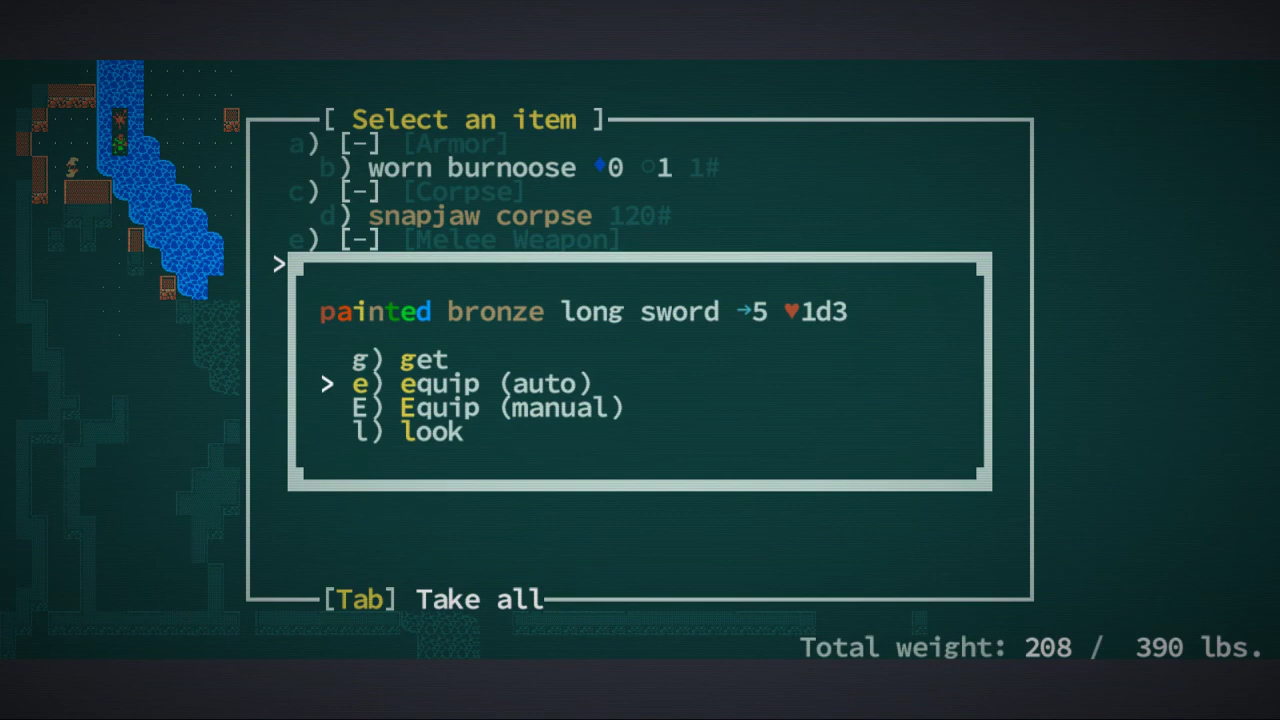 [ Select an item ]
a) [-] [Armor]
b) worn burnoose ♦0 ○1 1#
c) [-] [Corpse]
d) snapjaw corpse 120#
e) [-] [Melee Weapon]
>
painted bronze long sword →5 ♥1d3
g) get
> e) equip (auto)
E) Equip (manual)
l) look
[Tab] Take all
Total weight: 208 / 390 lbs.